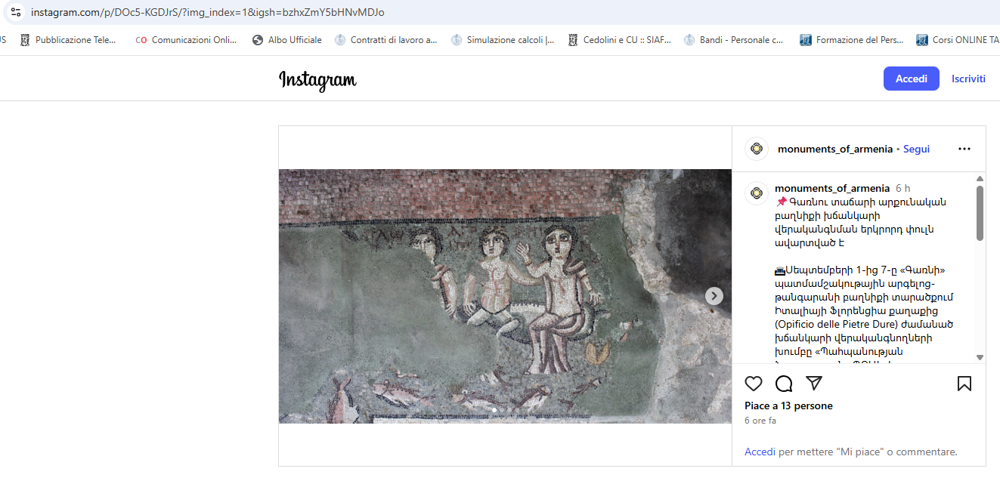 instagram.com/p/DOc5-KGDJrS/?img_index=1&igsh=bzhxZmY5bHNvMDJo
Pubblicazione Tele... Comunicazioni Onli... Albo Ufficiale Contratti di lavoro a... Simulazione calcoli |... Cedolini e CU :: SIAF... Bandi - Personale c... Formazione del Pers... Corsi ONLINE TA
Instagram
Accedi
Iscriviti
monuments_of_armenia • Segui
monuments_of_armenia 6 h
📌Գառնու տաճարի արքունական
բաղնիքի խճանկարի
վերականգնման երկրորդ փուլն
ավարտված է
Սեպտեմբերի 1-ից 7-ը «Գառնի»
պատմամշակութային արգելոց-
թանգարանի բաղնիքի տարածքում
Իտալիայի Ֆլորենցիա քաղաքից
(Opificio delle Pietre Dure) ժամանած
խճանկարի վերականգնողների
խումբը «Պահպանության
Piace a 13 persone
6 ore fa
Accedi per mettere "Mi piace" o commentare.